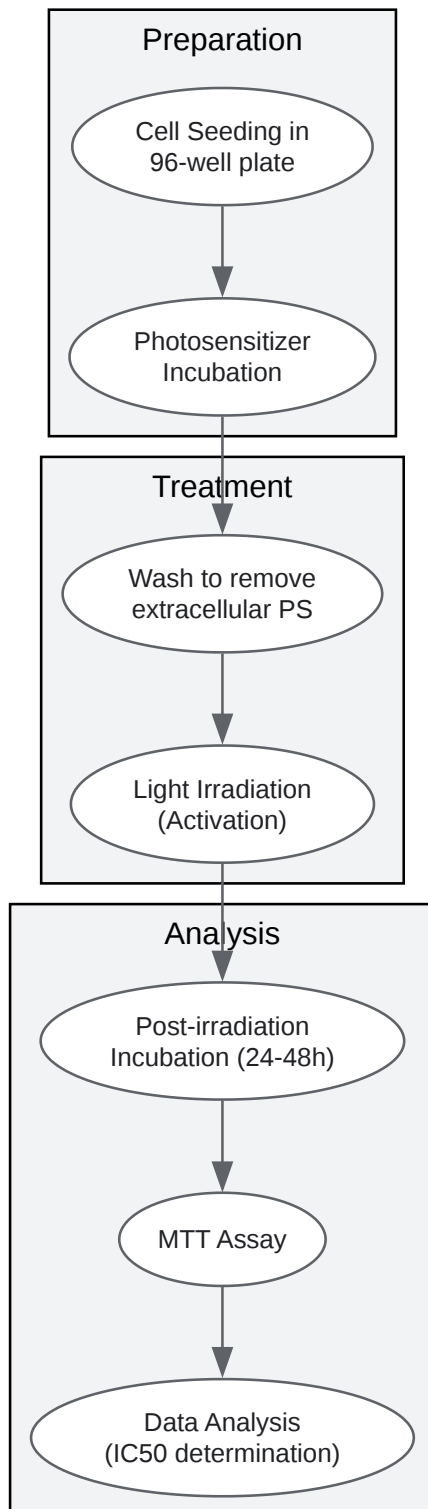 Preparation
Cell Seeding in
96-well plate
Photosensitizer
Incubation
Treatment
Wash to remove
extracellular PS
Light Irradiation
(Activation)
Analysis
Post-irradiation
Incubation (24-48h)
MTT Assay
Data Analysis
(IC50 determination)